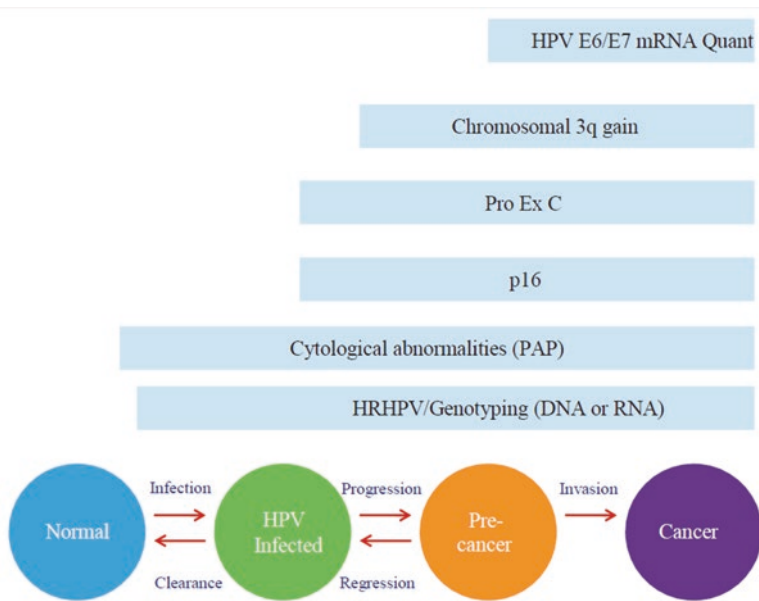 HPV E6/E7 mRNA Quant
Chromosomal 3q gain
Pro Ex C
p16
Cytological abnormalities (PAP)
HRHPV/Genotyping (DNA or RNA)
Normal
Infection
Clearance
HPV
Infected
Progression
Regression
Pre-
cancer
Invasion
Cancer